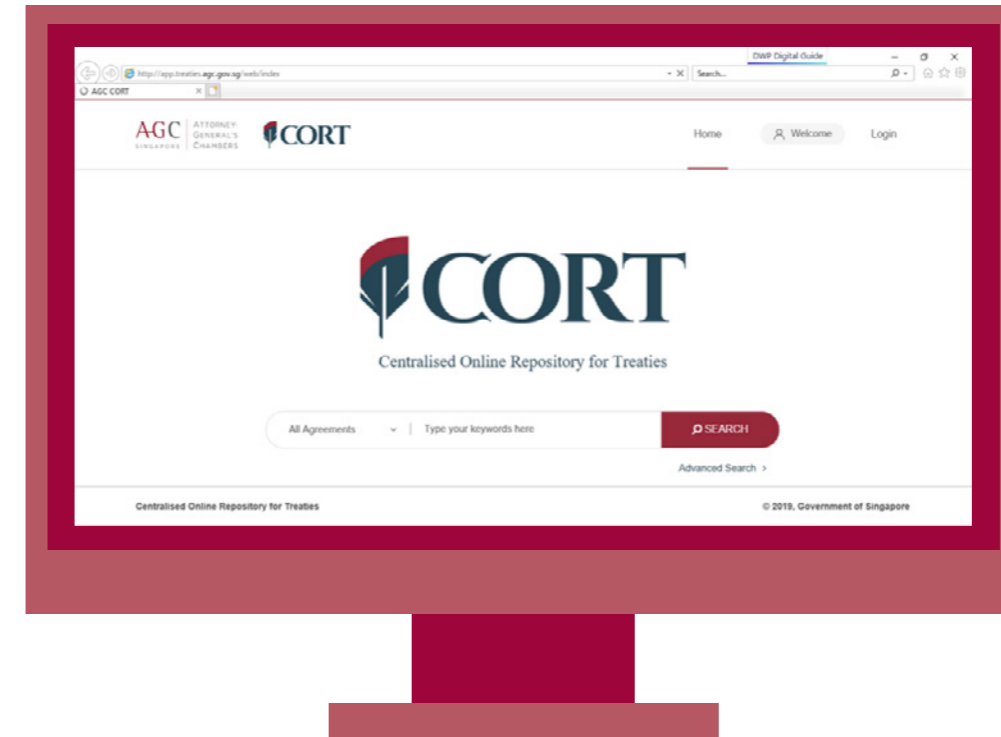 DWP Digital Guide
http://app.treaties.agc.gov.sg/web/index
Search...
AGC CORT
AGC SINGAPORE ATTORNEY-GENERAL'S CHAMBERS
CORT
Home
Welcome
Login
CORT
Centralised Online Repository for Treaties
All Agreements
Type your keywords here
SEARCH
Advanced Search >
Centralised Online Repository for Treaties
© 2019, Government of Singapore